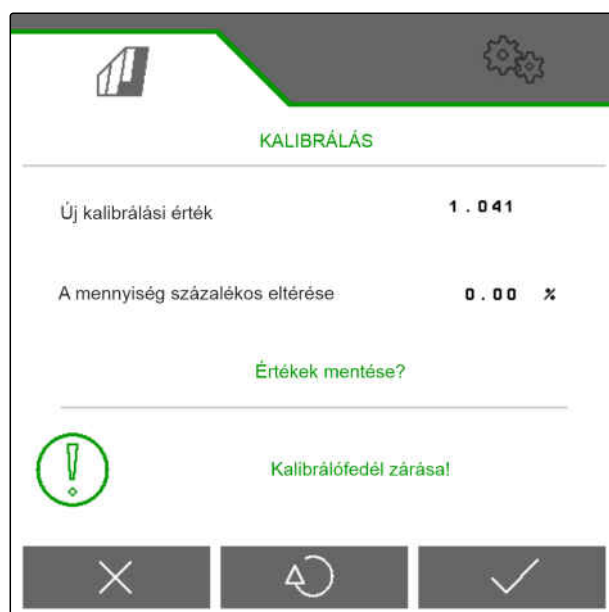 KALIBRÁLÁS
Új kalibrálási érték 1.041
A mennyiség százalékos eltérése 0.00 %
Értékek mentése?
Kalibrálófedél zárása!